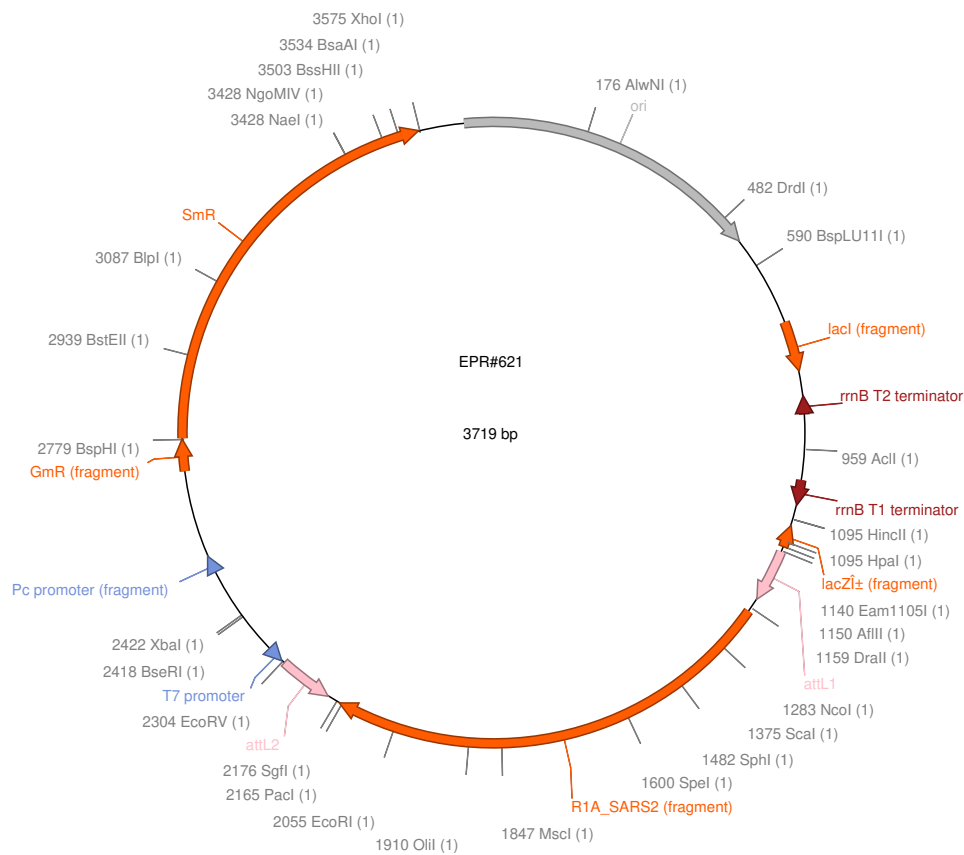 3575 XhoI (1)
3534 BsaAI (1)
3503 BssHII (1)
3428 NgoMIV (1)
3428 NaeI (1)
176 AlwNI (1)
ori
482 DrdI (1)
590 BspLU11I (1)
SmR
3087 BlpI (1)
2939 BstEII (1)
lacI (fragment)
EPR#621
rrnB T2 terminator
3719 bp
2779 BspHI (1)
GmR (fragment)
959 AclI (1)
rrnB T1 terminator
1095 HincII (1)
1095 HpaI (1)
lacZÎ± (fragment)
Pc promoter (fragment)
1140 Eam1105I (1)
1150 AflII (1)
1159 DraII (1)
2422 XbaI (1)
2418 BseRI (1)
T7 promoter
attL1
2304 EcoRV (1)
1283 NcoI (1)
attL2
1375 ScaI (1)
2176 SgfI (1)
1482 SphI (1)
2165 PacI (1)
1600 SpeI (1)
R1A_SARS2 (fragment)
2055 EcoRI (1)
1847 MscI (1)
1910 OliI (1)